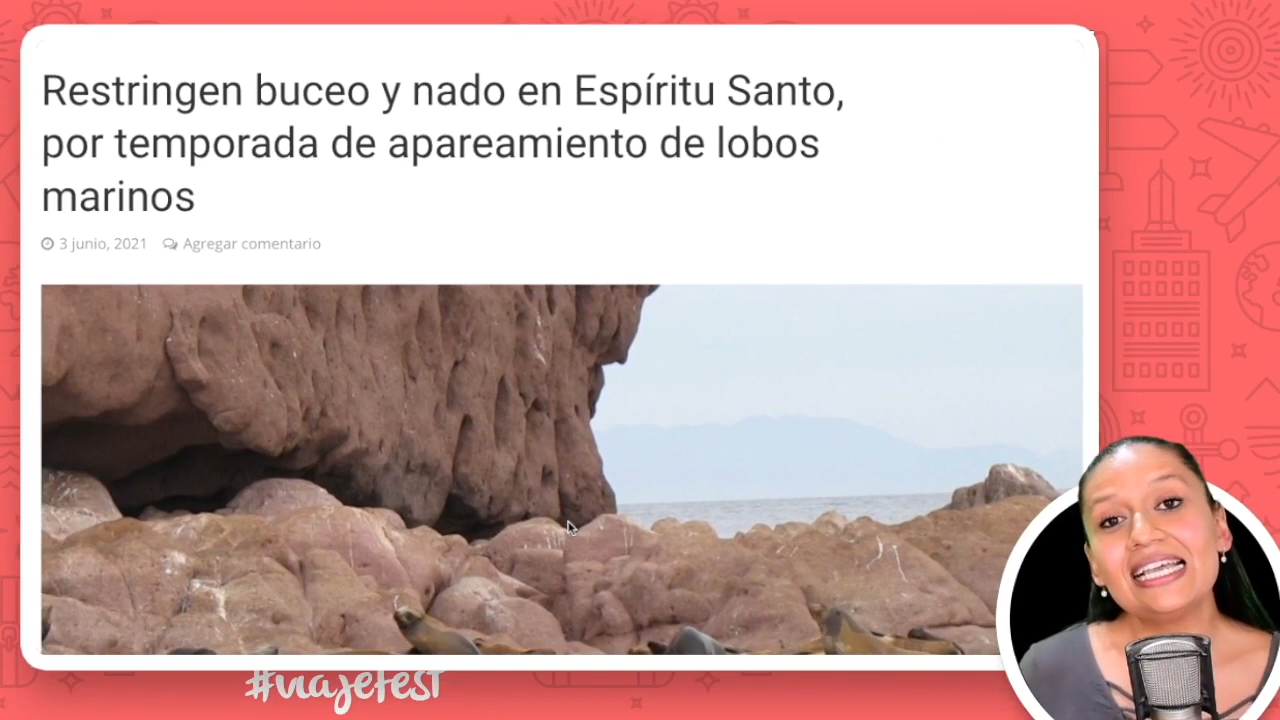 Restringen buceo y nado en Espíritu Santo,
por temporada de apareamiento de lobos
marinos
3 junio, 2021 Agregar comentario
#viajefest